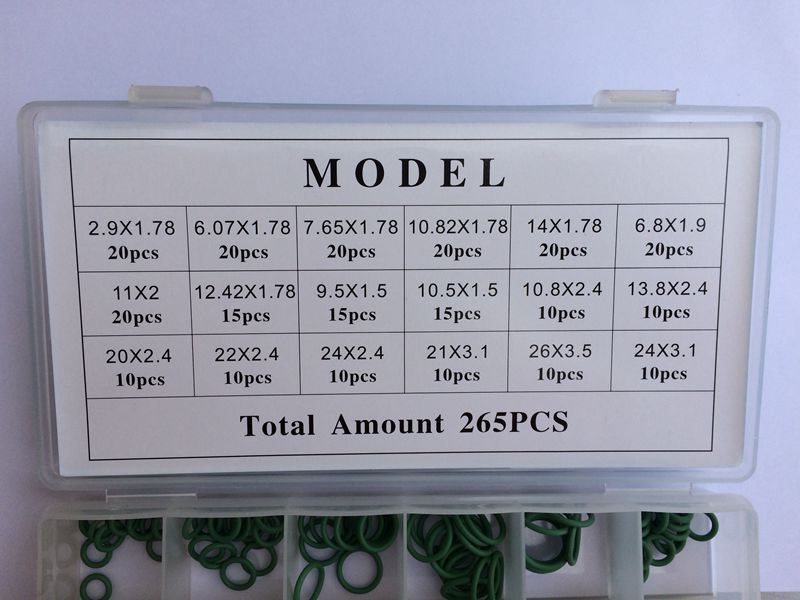 MODEL
2.9X1.78 6.07X1.78 7.65X1.78 10.82X1.78 14X1.78 6.8X1.9
20pcs 20pcs 20pcs 20pcs 20pcs 20pcs
11X2 12.42X1.78 9.5X1.5 10.5X1.5 10.8X2.4 13.8X2.4
20pcs 15pcs 15pcs 15pcs 10pcs 10pcs
20X2.4 22X2.4 24X2.4 21X3.1 26X3.5 24X3.1
10pcs 10pcs 10pcs 10pcs 10pcs 10pcs
Total Amount 265PCS